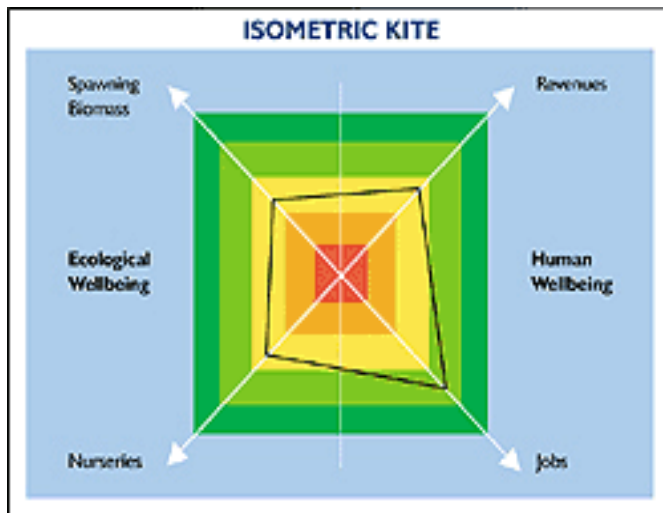 ISOMETRIC KITE
Spawning
Biomass
Revenues
Ecological
Wellbeing
Human
Wellbeing
Nurseries
Jobs